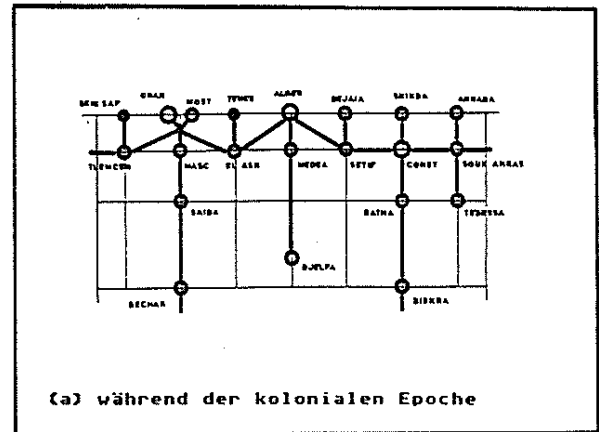 BENI SAF ORAN MOST TENES ALGER BEJAIA SKIKDA ANNABA
TLEMCEN MASC EL ASN MEDEA SETIF CONST SOUK AHRAS
SAIDA BATNA TEBESSA
DJELFA
BECHAR BISKRA
(a) während der kolonialen Epoche